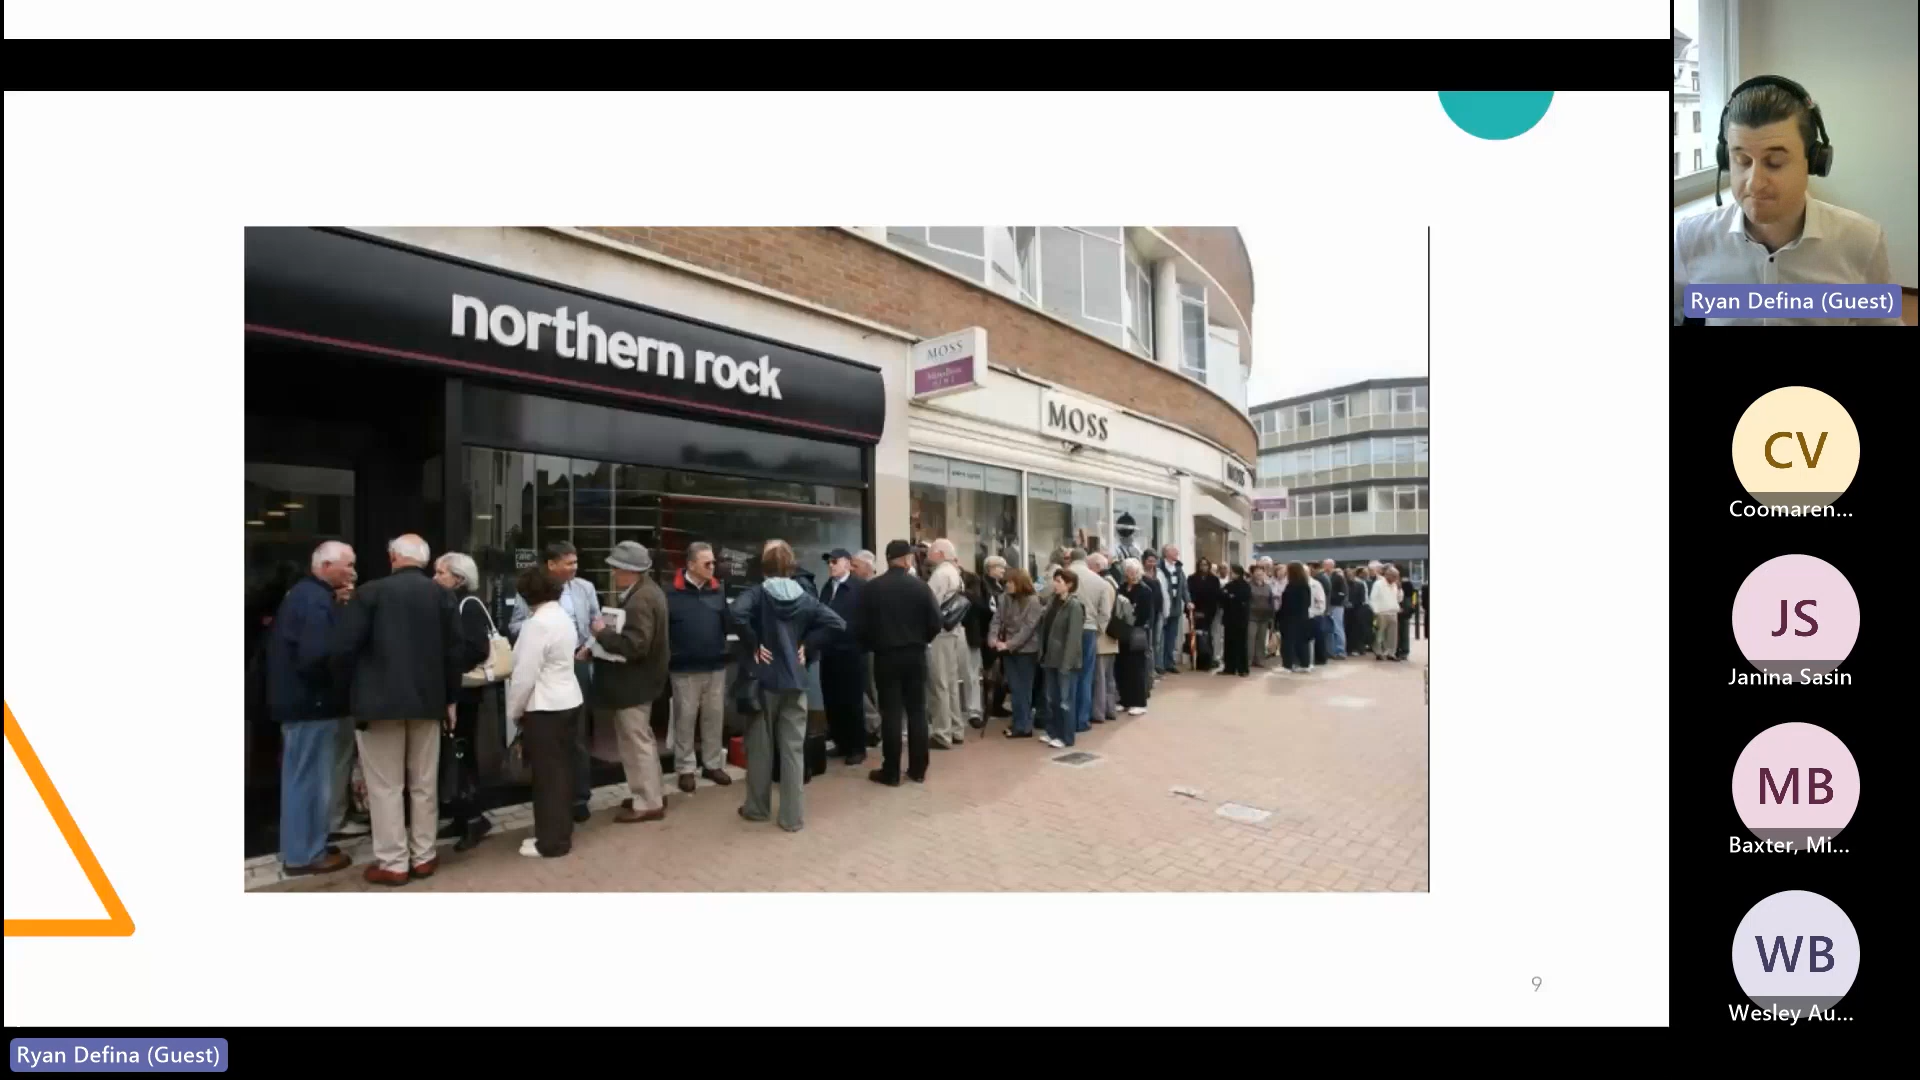 northern rock
MOSS
MOSS
MOSS
9
Ryan Defina (Guest)
CV
Coomaren...
JS
Janina Sasin
MB
Baxter, Mi...
WB
Wesley Au...
Ryan Defina (Guest)